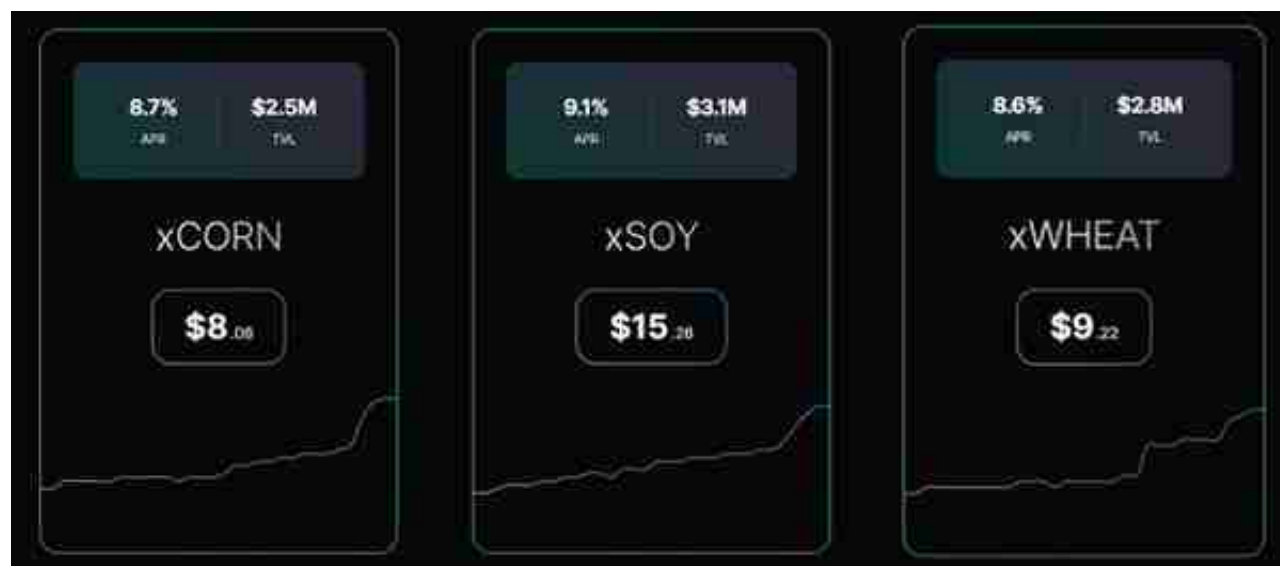 8.7% $2.5M
APR TVL
xCORN
$8.06
9.1% $3.1M
APR TVL
xSOY
$15.26
8.6% $2.8M
APR TVL
xWHEAT
$9.22